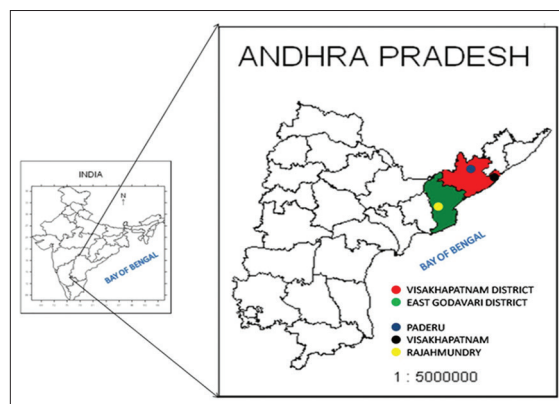 ANDHRA PRADESH
INDIA
N
BAY OF BENGAL
BAY OF BENGAL
VISAKHAPATNAM DISTRICT
EAST GODAVARI DISTRICT
PADERU
VISAKHAPATNAM
RAJAHMUNDRY
1 : 5000000